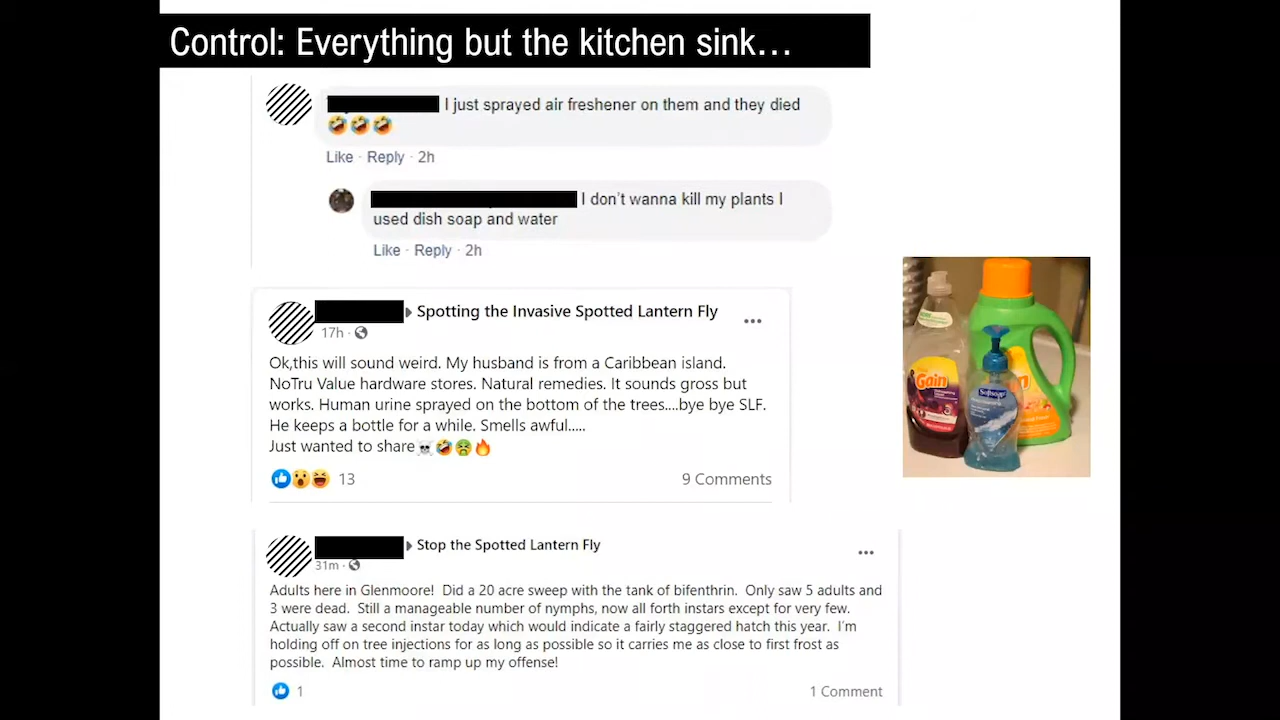 Control: Everything but the kitchen sink...
I just sprayed air freshener on them and they died
Like · Reply · 2h
I don't wanna kill my plants I
used dish soap and water
Like · Reply · 2h
Spotting the Invasive Spotted Lantern Fly
17h ·
Ok,this will sound weird. My husband is from a Caribbean island.
NoTru Value hardware stores. Natural remedies. It sounds gross but
works. Human urine sprayed on the bottom of the trees....bye bye SLF.
He keeps a bottle for a while. Smells awful.....
Just wanted to share
13
9 Comments
Gain
Softsoap
Stop the Spotted Lantern Fly
31m ·
Adults here in Glenmoore! Did a 20 acre sweep with the tank of bifenthrin. Only saw 5 adults and
3 were dead. Still a manageable number of nymphs, now all forth instars except for very few.
Actually saw a second instar today which would indicate a fairly staggered hatch this year. I'm
holding off on tree injections for as long as possible so it carries me as close to first frost as
possible. Almost time to ramp up my offense!
1
1 Comment